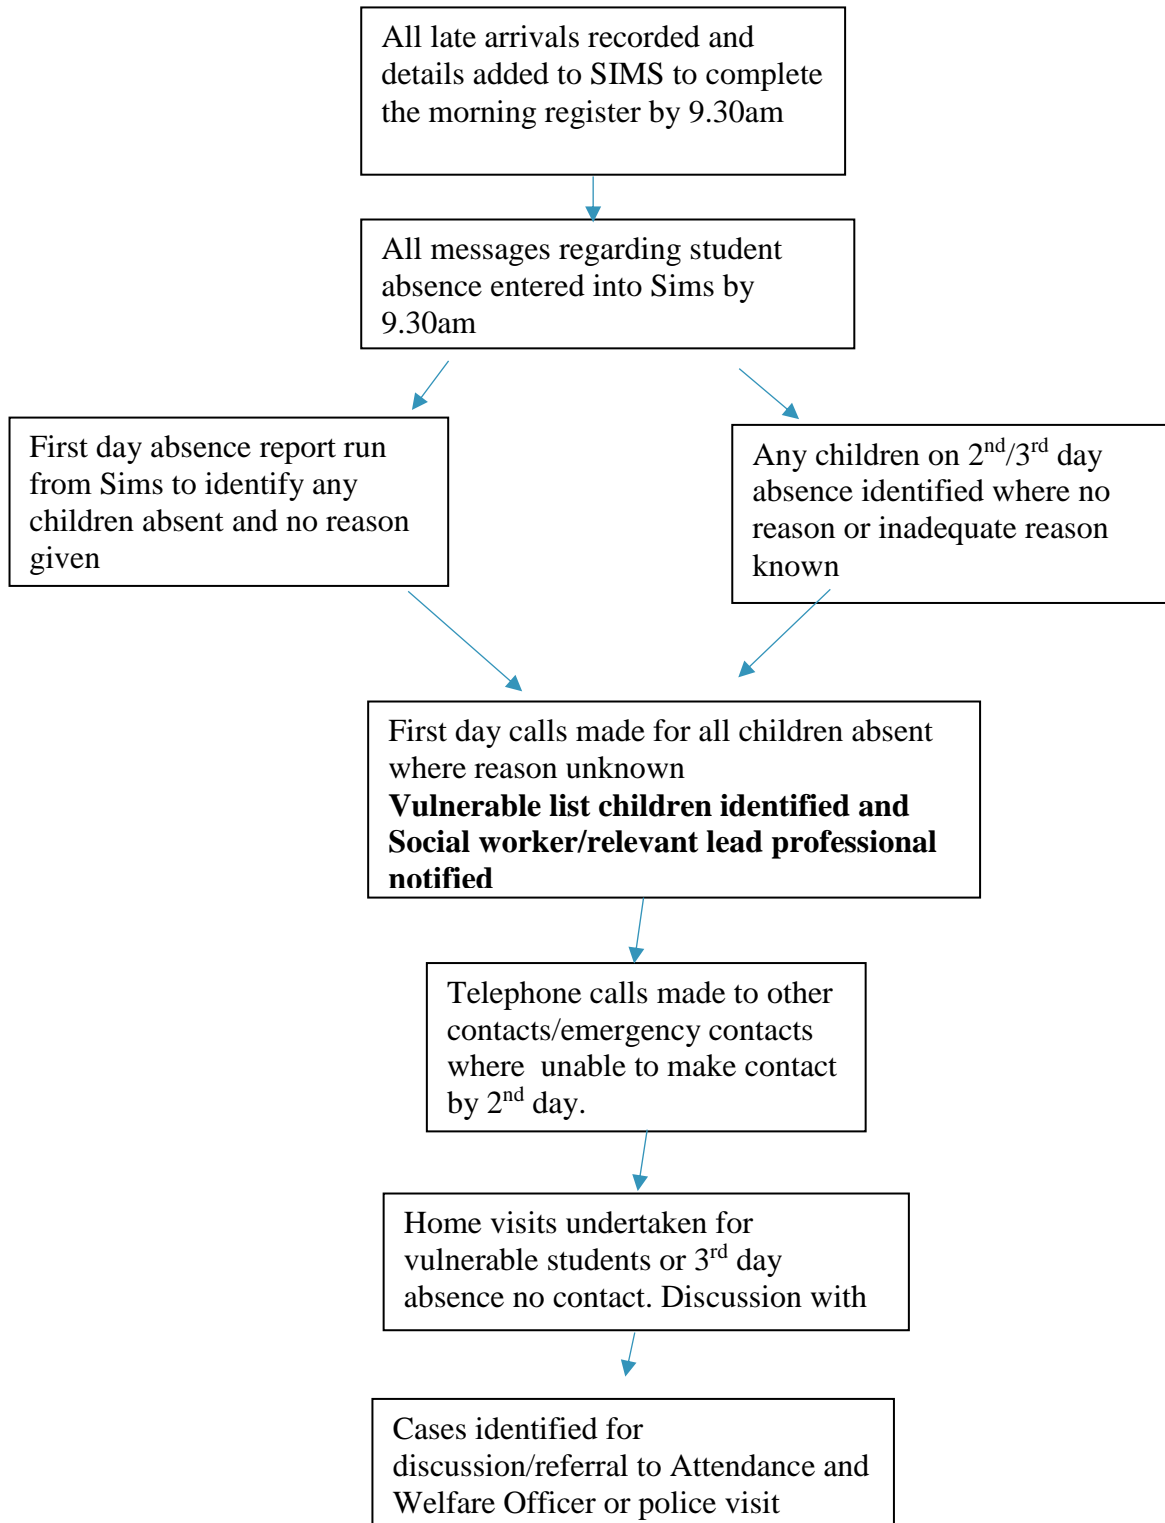 All late arrivals recorded and
details added to SIMS to complete
the morning register by 9.30am
All messages regarding student
absence entered into Sims by
9.30am
First day absence report run
from Sims to identify any
children absent and no reason
given
Any children on 2nd/3rd day
absence identified where no
reason or inadequate reason
known
First day calls made for all children absent
where reason unknown
Vulnerable list children identified and
Social worker/relevant lead professional
notified
Telephone calls made to other
contacts/emergency contacts
where  unable to make contact
by 2nd day.
Home visits undertaken for
vulnerable students or 3rd day
absence no contact. Discussion with
Cases identified for
discussion/referral to Attendance and
Welfare Officer or police visit